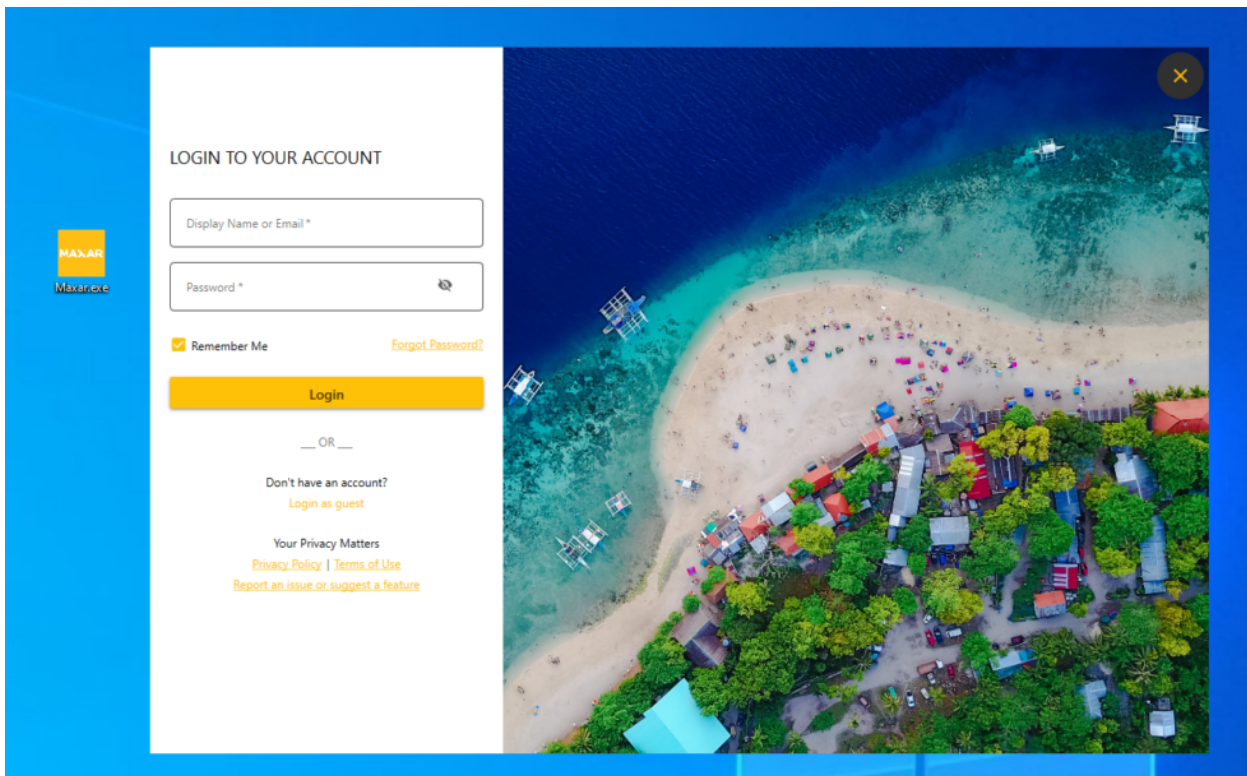 LOGIN TO YOUR ACCOUNT
Display Name or Email *
MAXAR
Maxar.exe
Password *
Remember Me
Forgot Password?
Login
__ OR __
Don't have an account?
Login as guest
Your Privacy Matters
Privacy Policy | Terms of Use
Report an issue or suggest a feature